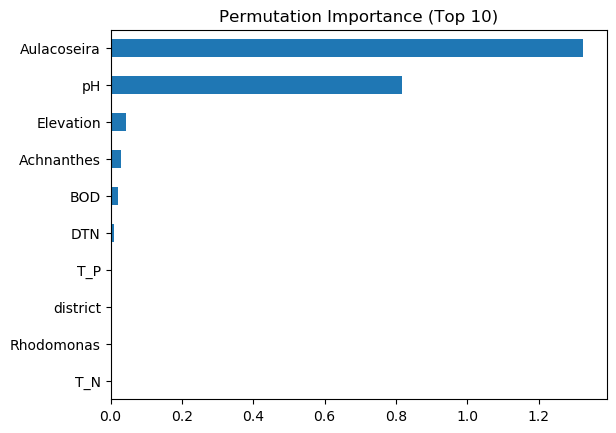 Permutation Importance (Top 10)
Aulacoseira
pH
Elevation
Achnanthes
BOD
DTN
T_P
district
Rhodomonas
T_N
0.0 0.2 0.4 0.6 0.8 1.0 1.2